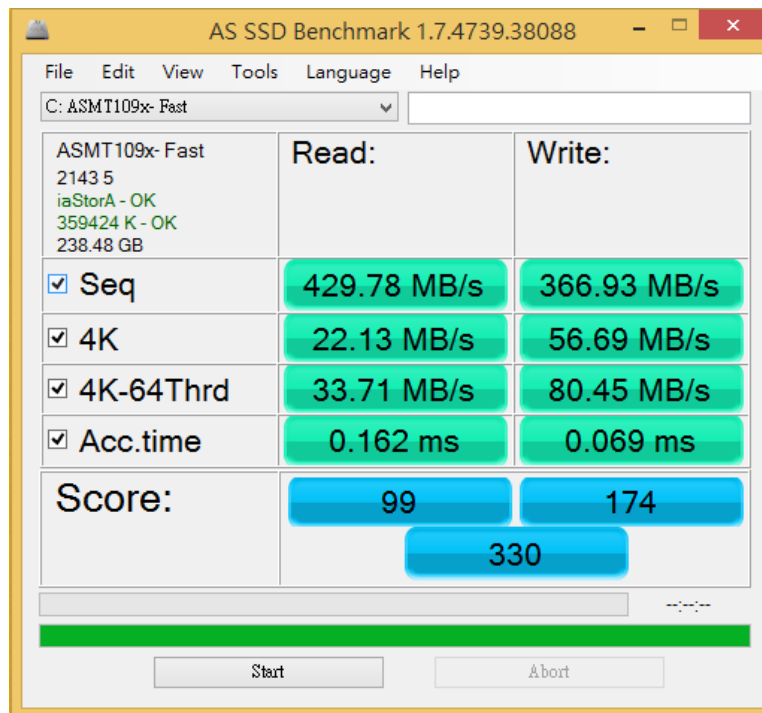 AS SSD Benchmark 1.7.4739.38088
File Edit View Tools Language Help
C: ASMT109x- Fast
ASMT109x- Fast
2143 5
iaStorA - OK
359424 K - OK
238.48 GB
Read:
Write:
Seq
429.78 MB/s
366.93 MB/s
4K
22.13 MB/s
56.69 MB/s
4K-64Thrd
33.71 MB/s
80.45 MB/s
Acc.time
0.162 ms
0.069 ms
Score:
99
174
330
--:--:--
Start
Abort